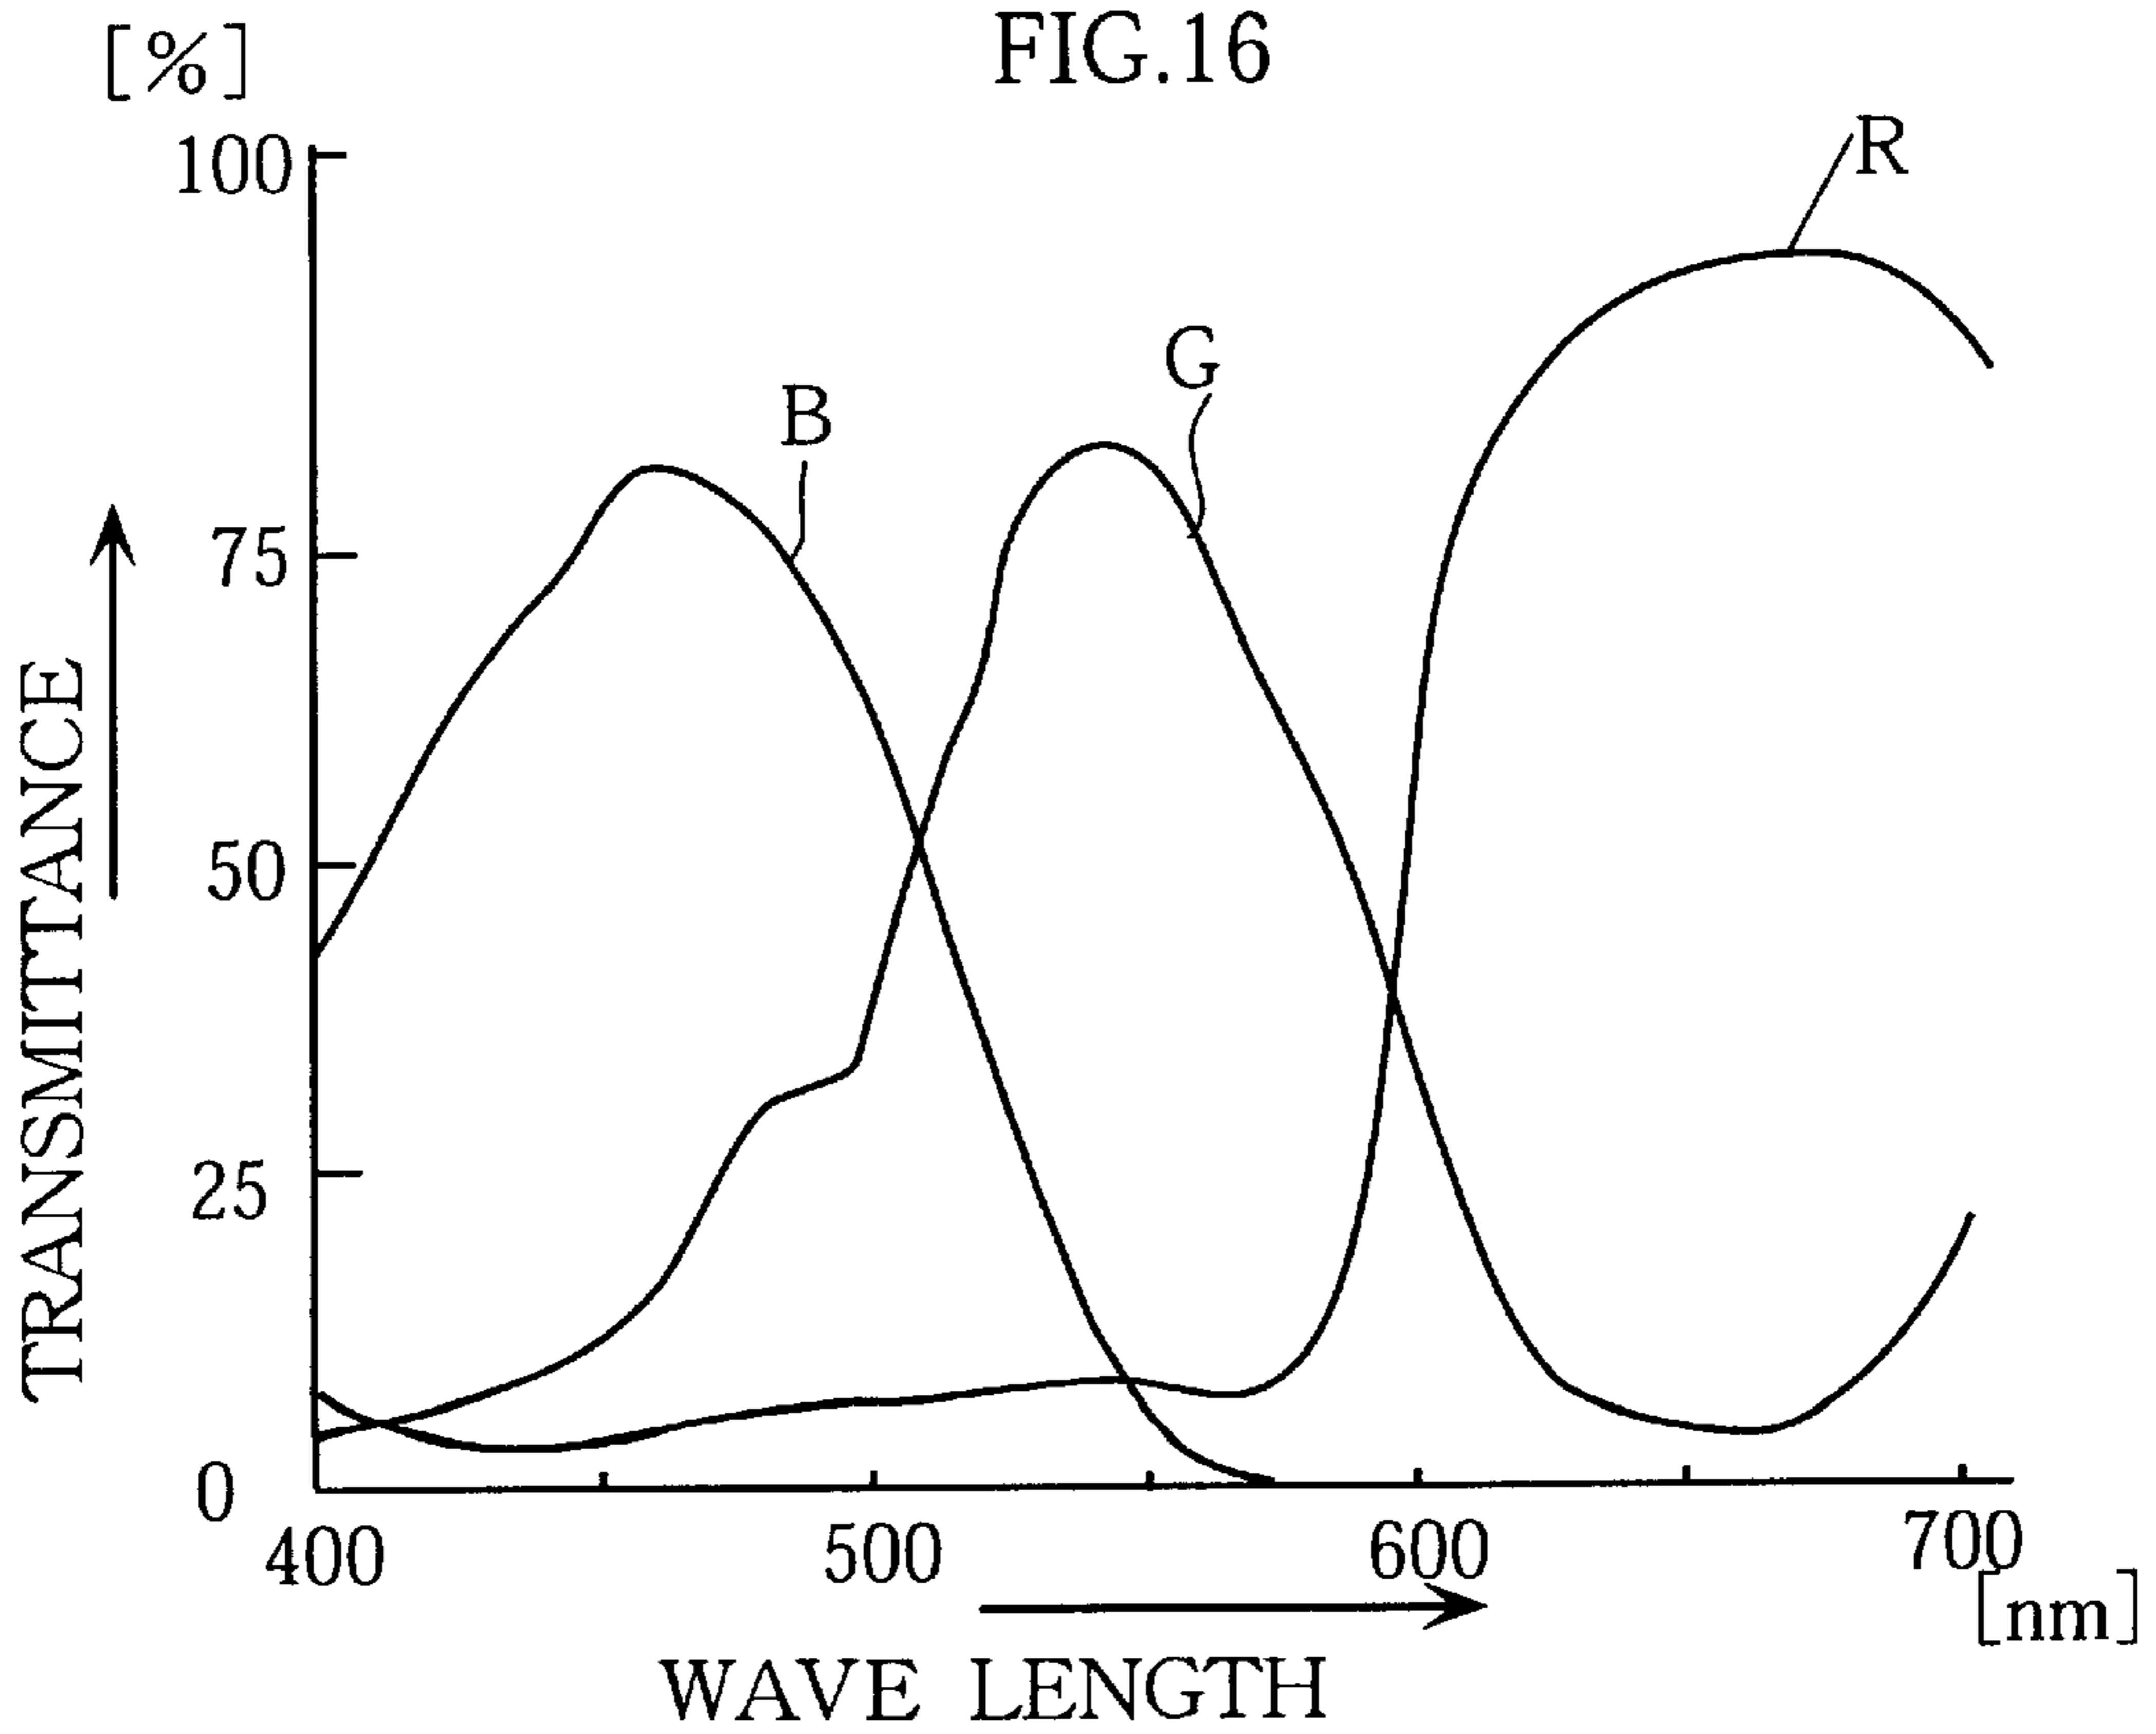 FIG.16
[%]
100
75
50
25
0
TRANSMITTANCE
B
G
R
400
500
600
700
[nm]
WAVE LENGTH